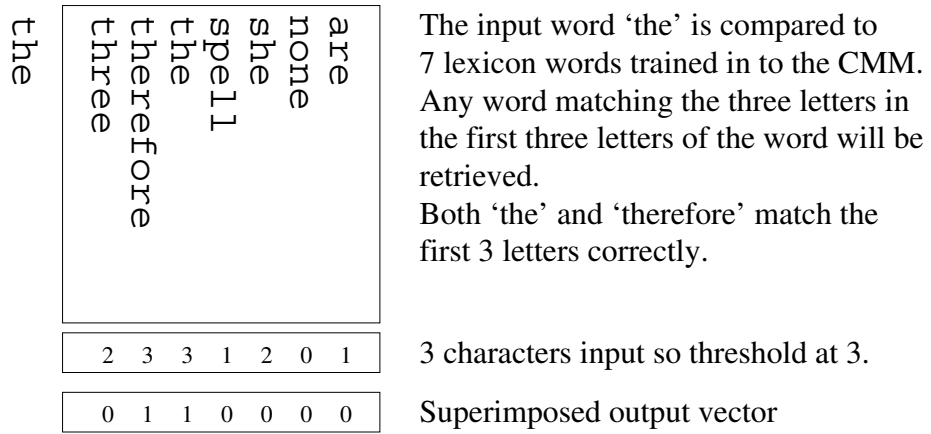 the
three
therefore
the
spell
she
none
are
The input word ‘the’ is compared to
7 lexicon words trained in to the CMM.
Any word matching the three letters in
the first three letters of the word will be
retrieved.
Both ‘the’ and ‘therefore’ match the
first 3 letters correctly.
2 3 3 1 2 0 1
3 characters input so threshold at 3.
0 1 1 0 0 0 0
Superimposed output vector